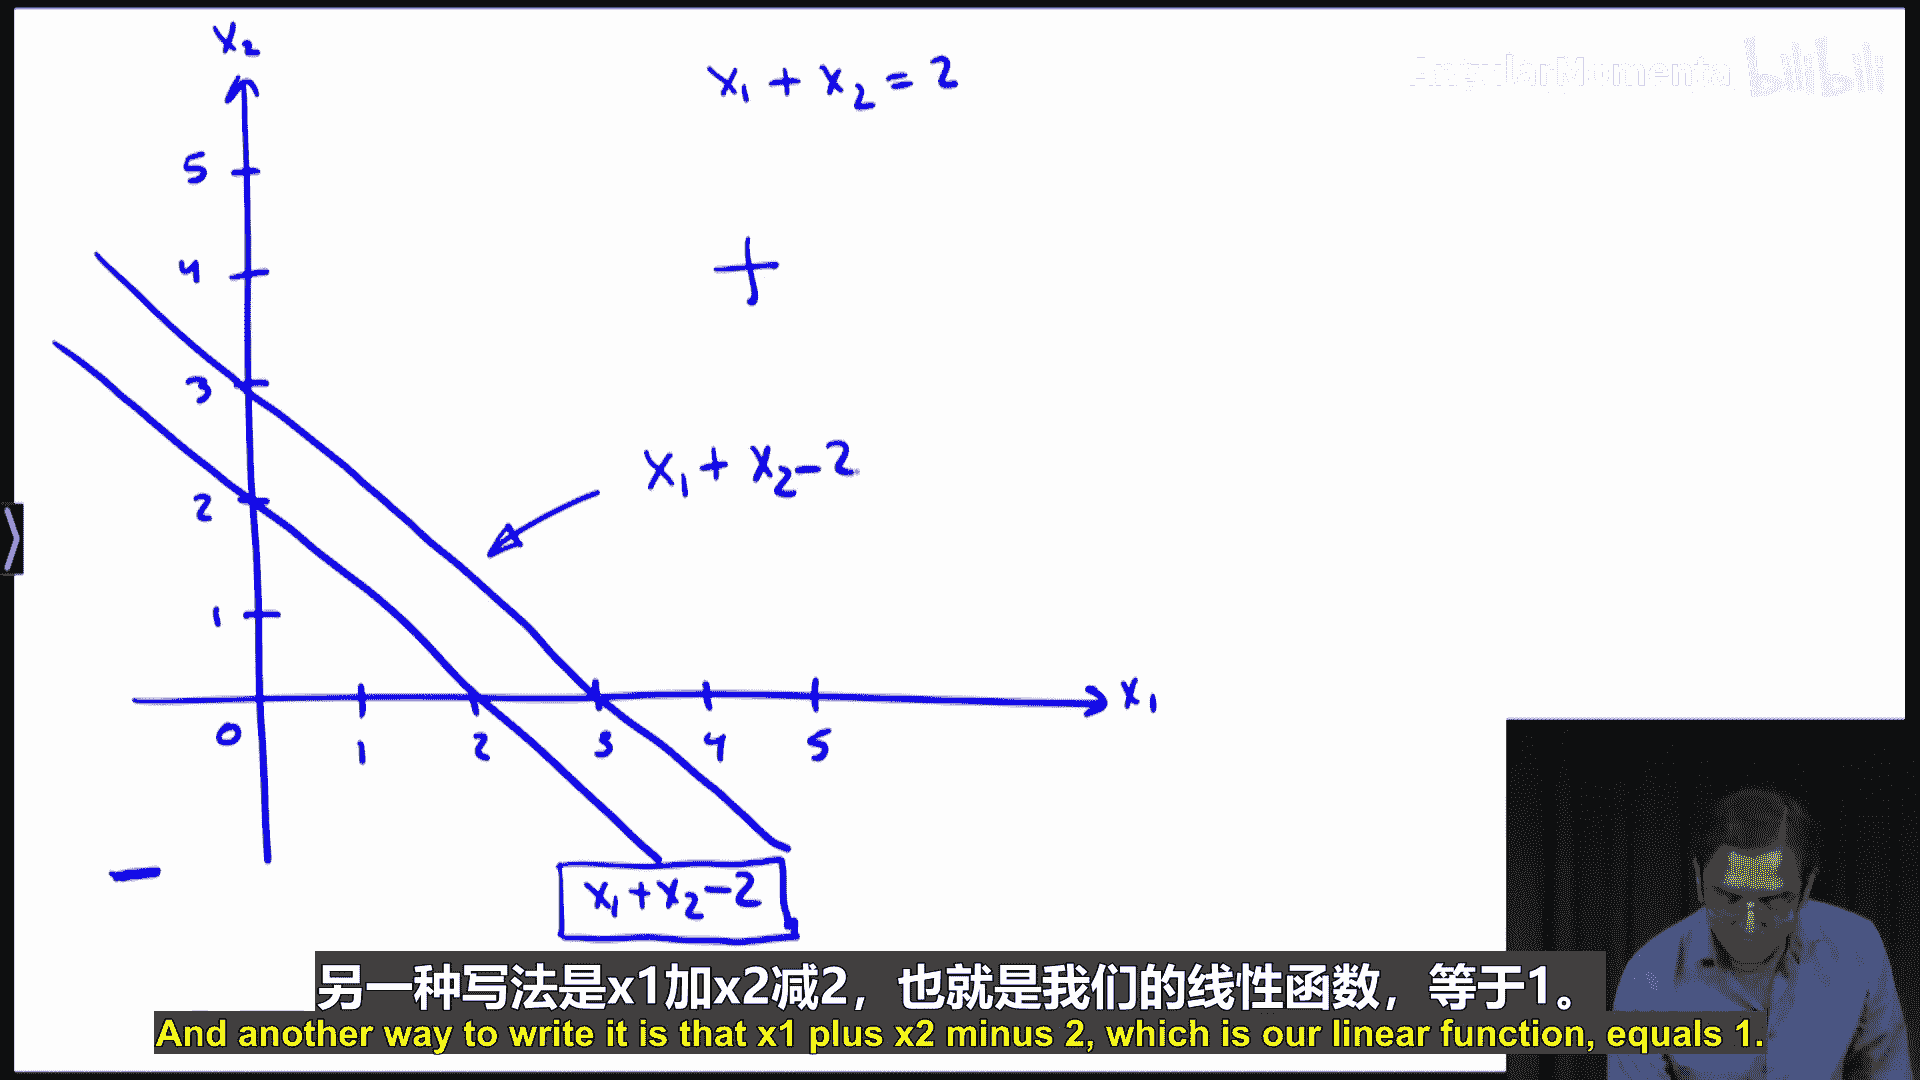 x₂
x₁ + x₂ = 2
AngularMomenta bilibili
5
4
3
x₁ + x₂ - 2
2
1
x₁
0 1 2 3 4 5
x₁ + x₂ - 2
另一种写法是x1加x2减2，也就是我们的线性函数，等于1。
And another way to write it is that x1 plus x2 minus 2, which is our linear function, equals 1.